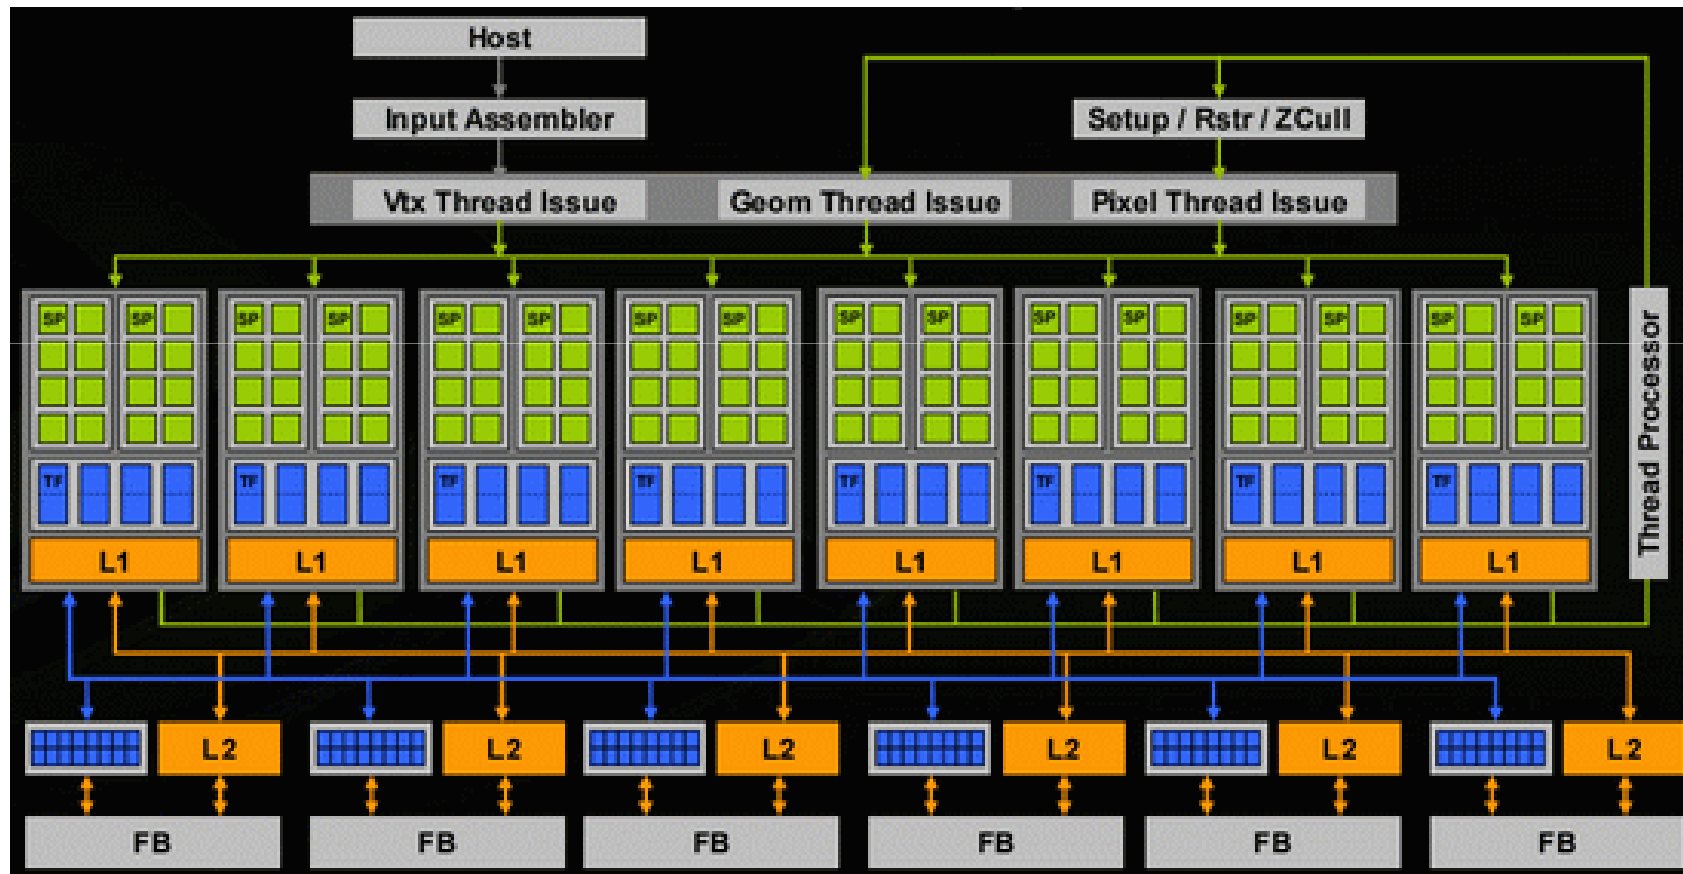 Host
Input Assembler
Setup / Rstr / ZCull
Vtx Thread Issue
Geom Thread Issue
Pixel Thread Issue
SP SP SP SP SP SP SP SP SP SP SP SP SP SP SP SP
Thread Processor
TF TF TF TF TF TF TF TF
L1 L1 L1 L1 L1 L1 L1 L1
L2 L2 L2 L2 L2 L2
FB FB FB FB FB FB